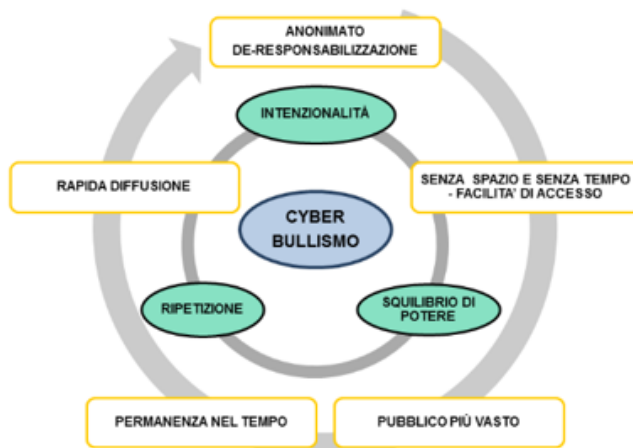 ANONIMATO
DE-RESPONSABILIZZAZIONE
INTENZIONALITÀ
RAPIDA DIFFUSIONE
SENZA SPAZIO E SENZA TEMPO
- FACILITA' DI ACCESSO
CYBER
BULLISMO
RIPETIZIONE
SQUILIBRIO DI
POTERE
PERMANENZA NEL TEMPO
PUBBLICO PIÙ VASTO